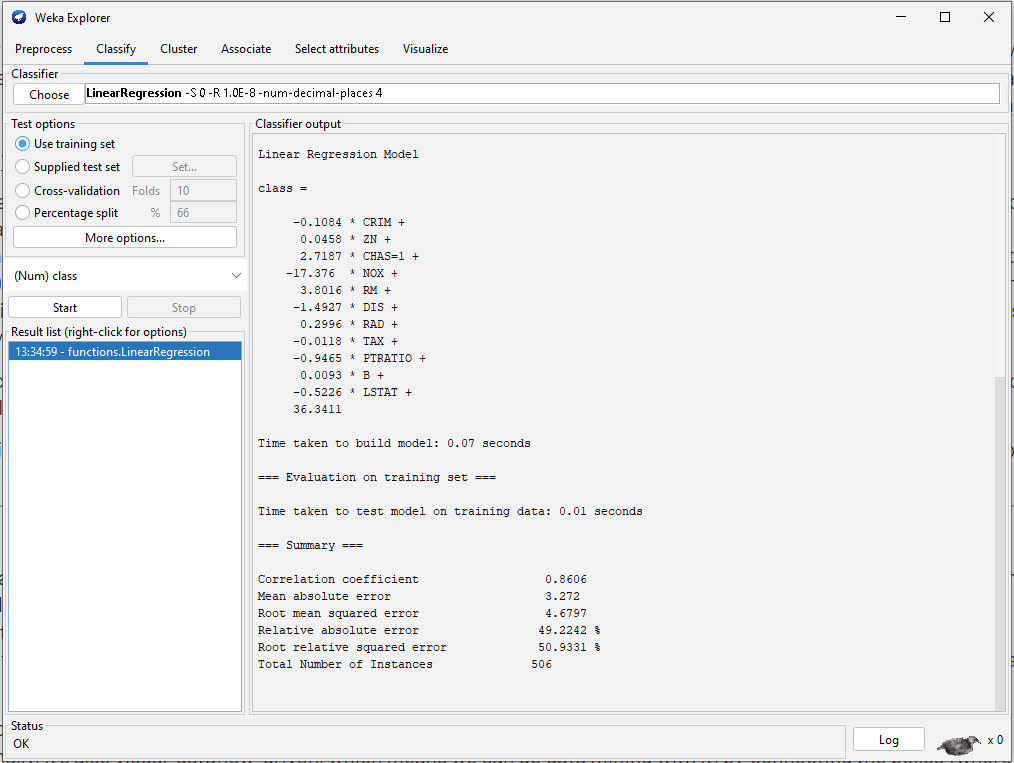 Weka Explorer
Preprocess Classify Cluster Associate Select attributes Visualize
Classifier
Choose LinearRegression -S 0 -R 1.0E-8 -num-decimal-places 4
Test options
Use training set
Supplied test set Set...
Cross-validation Folds 10
Percentage split % 66
More options...
(Num) class
Start Stop
Result list (right-click for options)
13:34:59 - functions.LinearRegression
Classifier output
Linear Regression Model
class =
-0.1084 * CRIM +
0.0458 * ZN +
2.7187 * CHAS=1 +
-17.376 * NOX +
3.8016 * RM +
-1.4927 * DIS +
0.2996 * RAD +
-0.0118 * TAX +
-0.9465 * PTRATIO +
0.0093 * B +
-0.5226 * LSTAT +
36.3411
Time taken to build model: 0.07 seconds
=== Evaluation on training set ===
Time taken to test model on training data: 0.01 seconds
=== Summary ===
Correlation coefficient 0.8606
Mean absolute error 3.272
Root mean squared error 4.6797
Relative absolute error 49.2242 %
Root relative squared error 50.9331 %
Total Number of Instances 506
Status
OK
Log
x 0